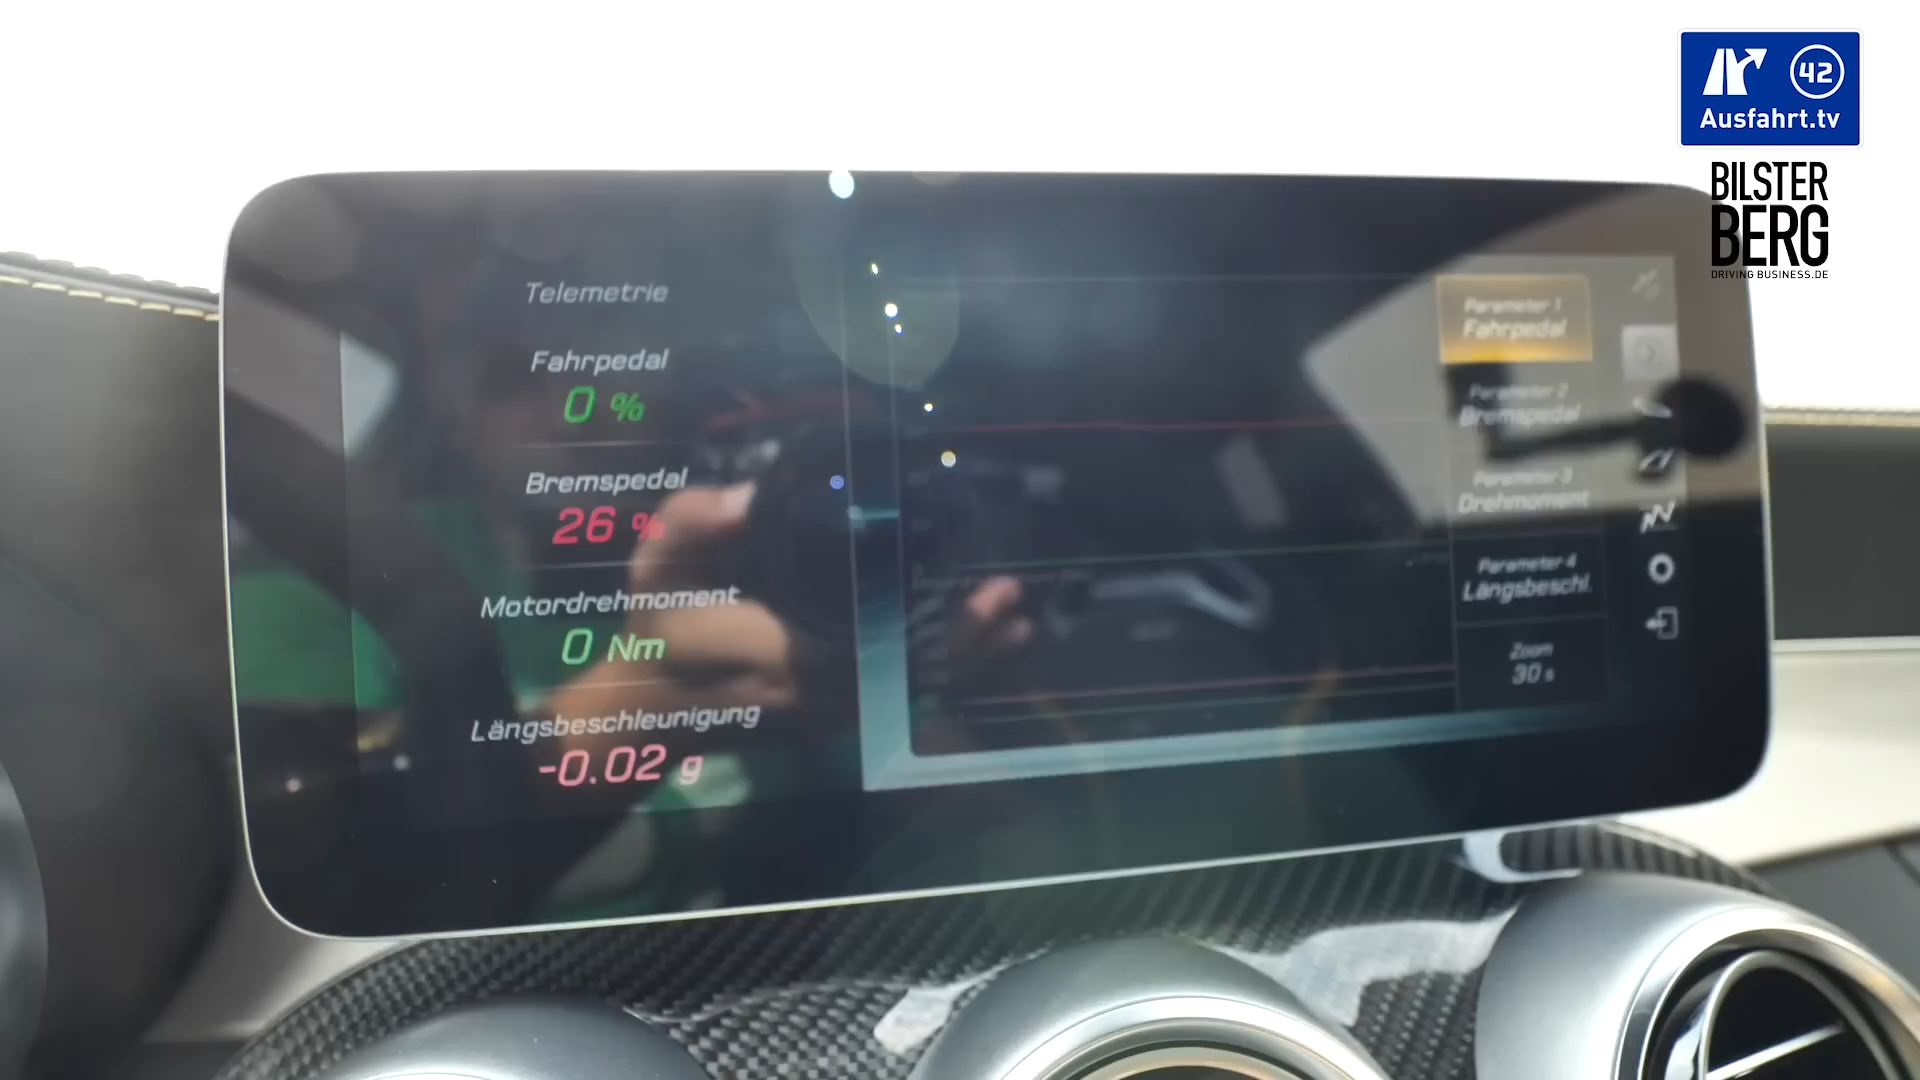 42
Ausfahrt.tv
BILSTER
BERG
DRIVING BUSINESS.DE
Telemetrie
Fahrpedal
0 %
Bremspedal
26 %
Motordrehmoment
0 Nm
Längsbeschleunigung
-0.02 g
Parameter 1
Fahrpedal
Parameter 2
Bremspedal
Parameter 3
Drehmoment
Parameter 4
Längsbeschl.
Zoom
30 s